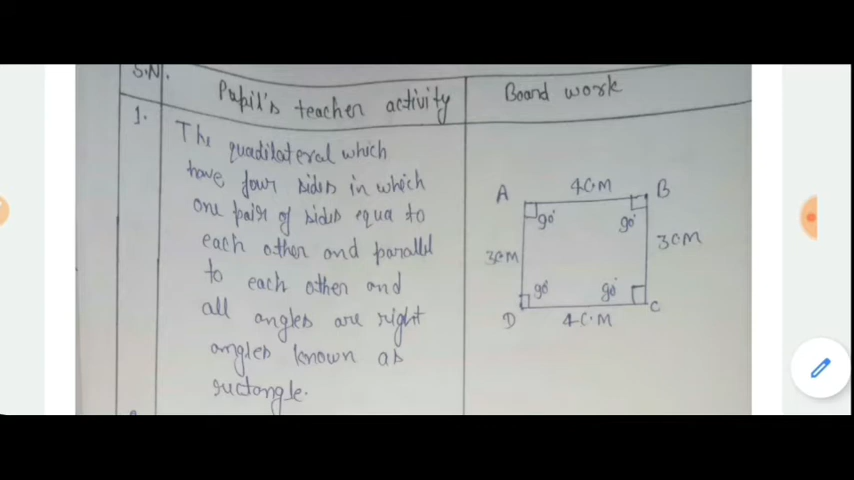 S.N.
Pupil's teacher activity
Board work
1.
The quadilateral which
have four sides in which
one pair of sides equa to
each other and parallel
to each other and
all angles are right
angles known as
rectangle.
A 4C.M B
90° 90°
3CM 3CM
90° 90°
D 4C.M C